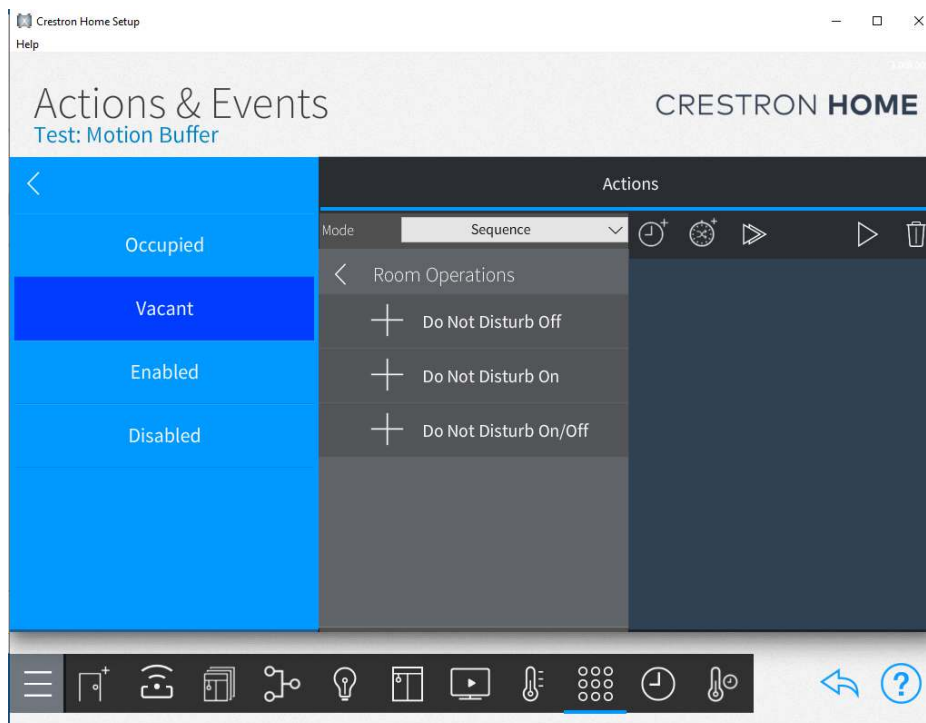 Crestron Home Setup
Help
Actions & Events
CRESTRON HOME
Test: Motion Buffer
Actions
Occupied
Vacant
Enabled
Disabled
Mode
Sequence
Room Operations
Do Not Disturb Off
Do Not Disturb On
Do Not Disturb On/Off
?